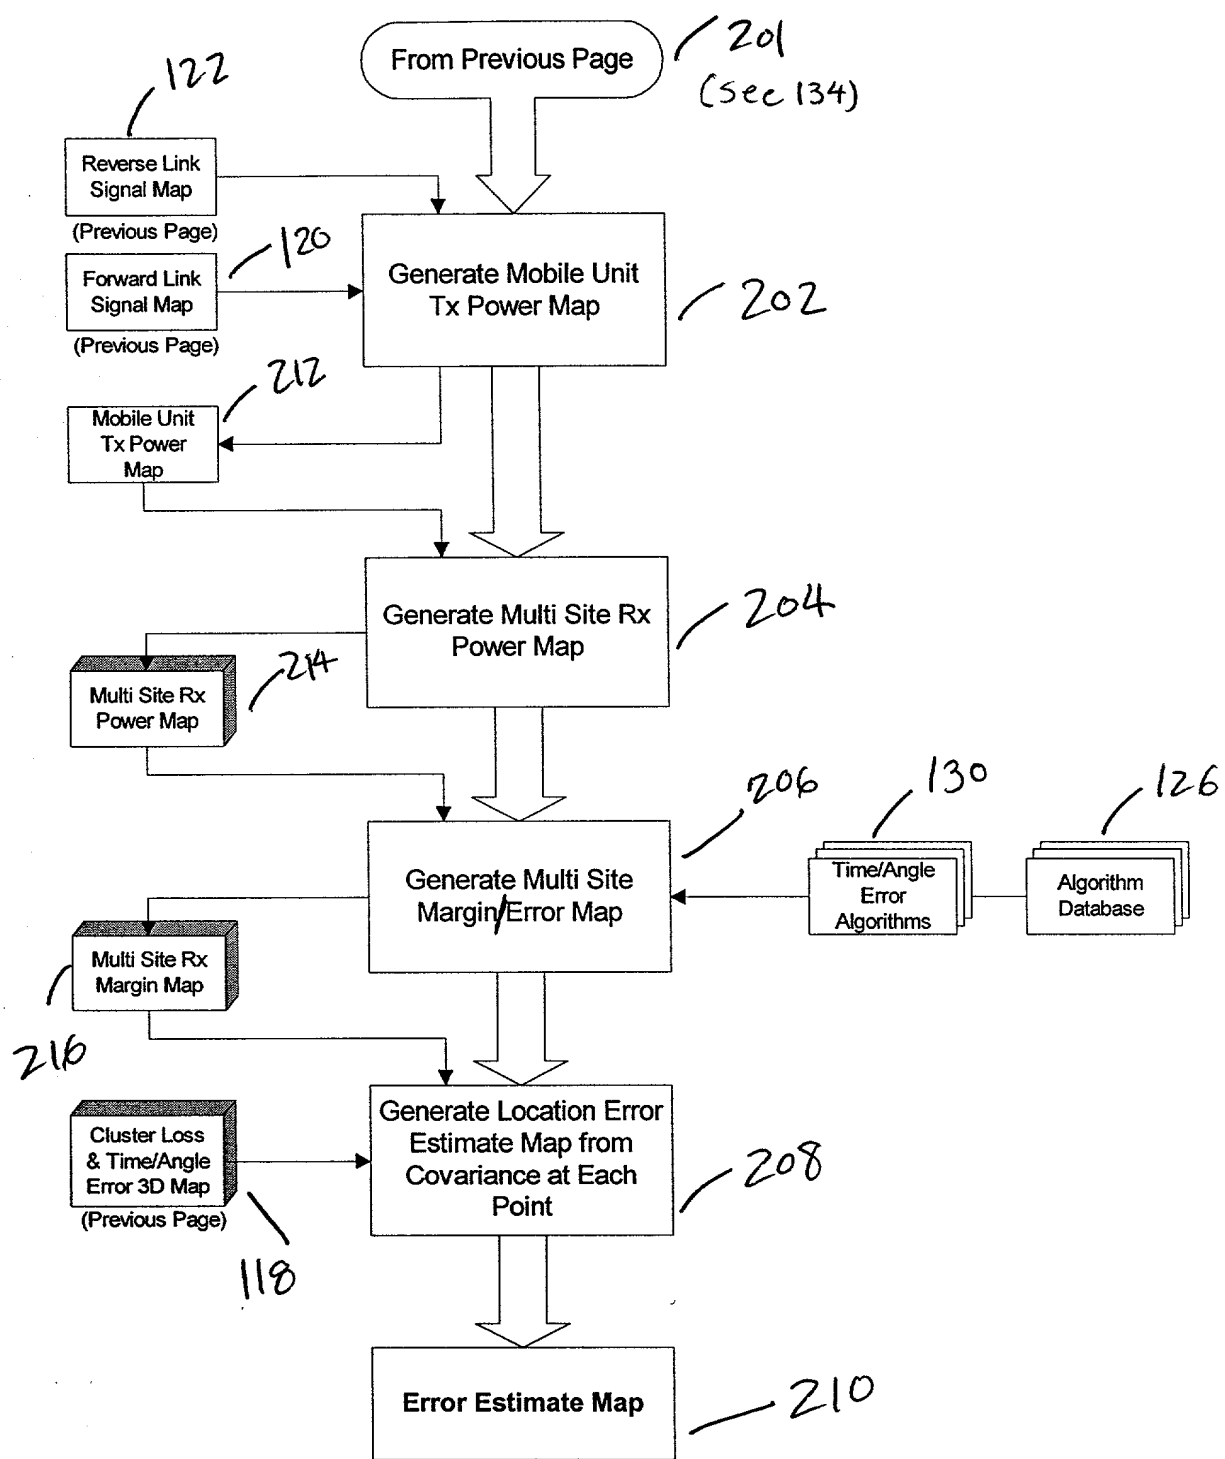 From Previous Page
201
(See 134)
122
Reverse Link
Signal Map
(Previous Page)
120
Forward Link
Signal Map
(Previous Page)
Generate Mobile Unit
Tx Power Map
202
212
Mobile Unit
Tx Power
Map
Generate Multi Site Rx
Power Map
204
214
Multi Site Rx
Power Map
206
130
126
Generate Multi Site
Margin/Error Map
Time/Angle
Error
Algorithms
Algorithm
Database
Multi Site Rx
Margin Map
216
Generate Location Error
Estimate Map from
Covariance at Each
Point
208
Cluster Loss
& Time/Angle
Error 3D Map
(Previous Page)
118
Error Estimate Map
210